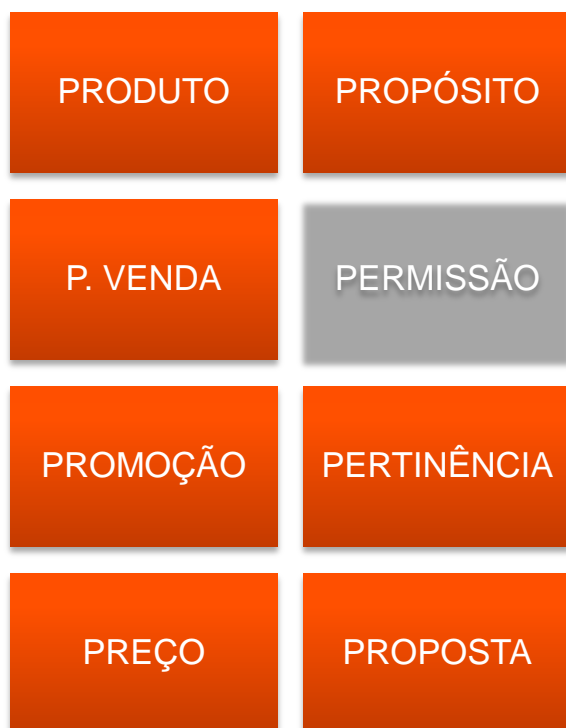 PRODUTO
PROPÓSITO
P. VENDA
PERMISSÃO
PROMOÇÃO
PERTINÊNCIA
PREÇO
PROPOSTA